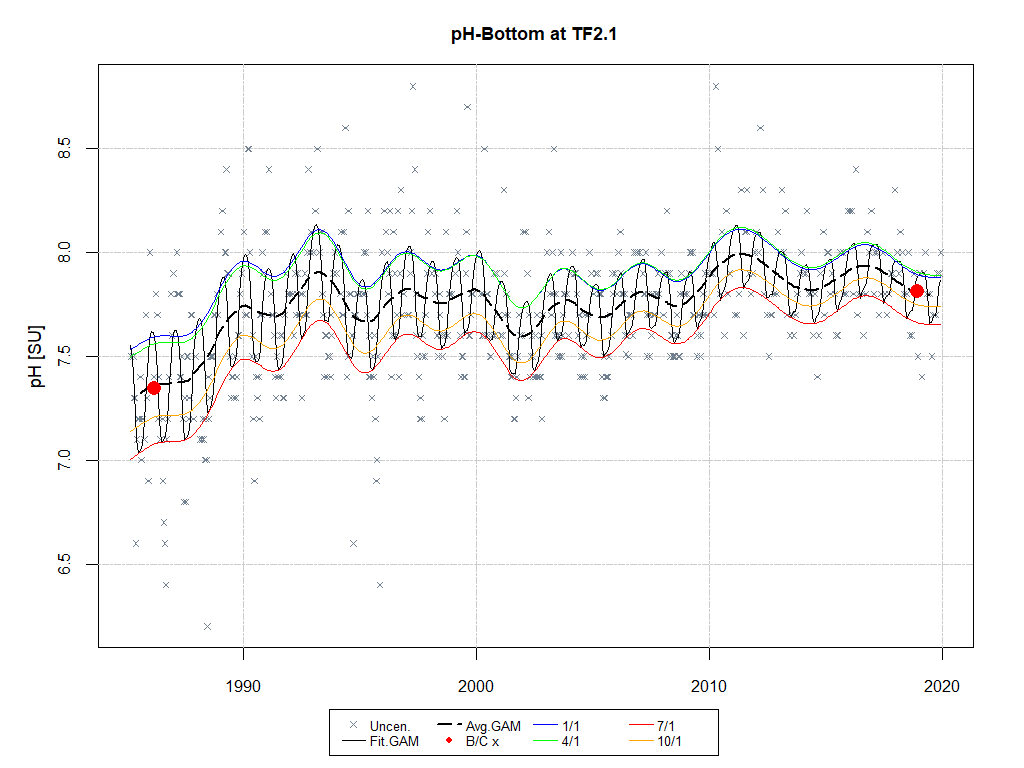 pH-Bottom at TF2.1
pH [SU]
8.5
8.0
7.5
7.0
6.5
1990 2000 2010 2020
Uncen. Avg.GAM 1/1 7/1
Fit.GAM B/C x 4/1 10/1